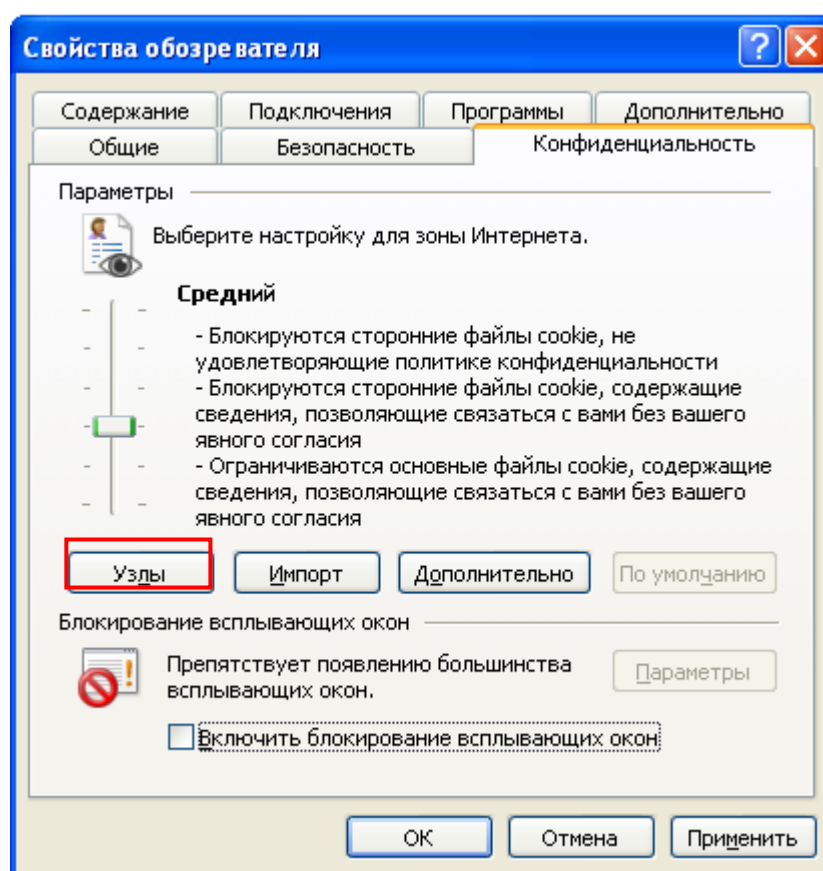 Свойства обозревателя
Содержание Подключения Программы Дополнительно
Общие Безопасность Конфиденциальность
Параметры
Выберите настройку для зоны Интернета.
Средний
- Блокируются сторонние файлы cookie, не
удовлетворяющие политике конфиденциальности
- Блокируются сторонние файлы cookie, содержащие
сведения, позволяющие связаться с вами без вашего
явного согласия
- Ограничиваются основные файлы cookie, содержащие
сведения, позволяющие связаться с вами без вашего
явного согласия
Узлы Импорт Дополнительно По умолчанию
Блокирование всплывающих окон
Препятствует появлению большинства
всплывающих окон.
Параметры
Включить блокирование всплывающих окон
ОК Отмена Применить